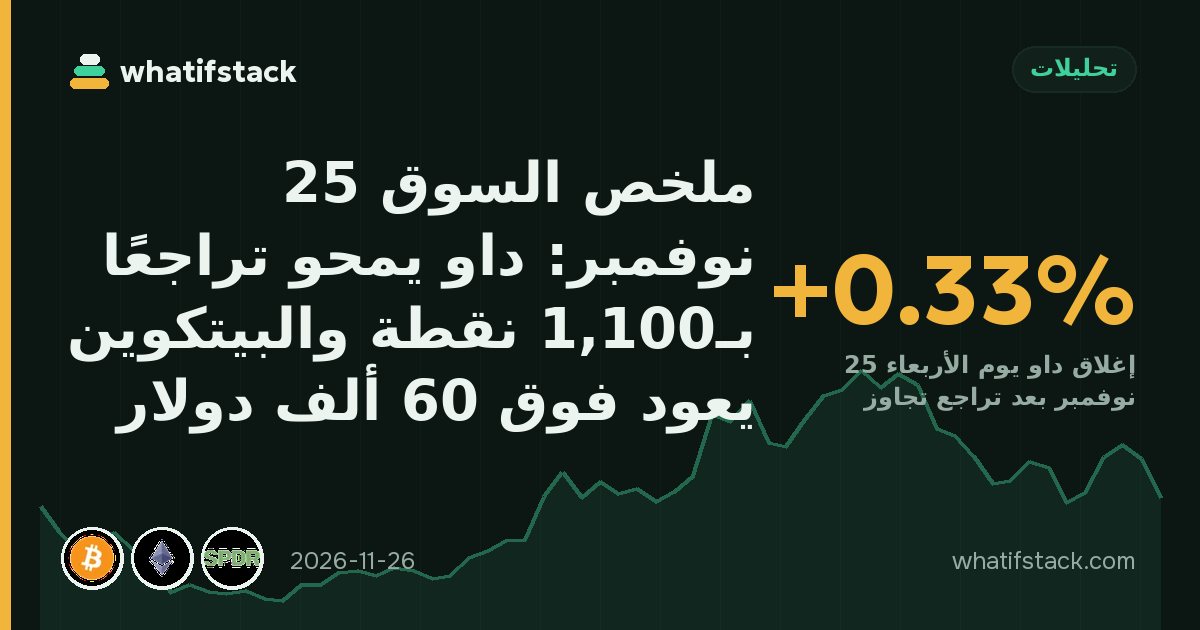 whatifstack
تحليلات
ملخص السوق 25
نوفمبر: داو يمحو تراجعًا
بـ1,100 نقطة والبيتكوين
يعود فوق 60 ألف دولار
+0.33%
إغلاق داو يوم الأربعاء 25
نوفمبر بعد تراجع تجاوز
SPDR
2026-11-26
whatifstack.com